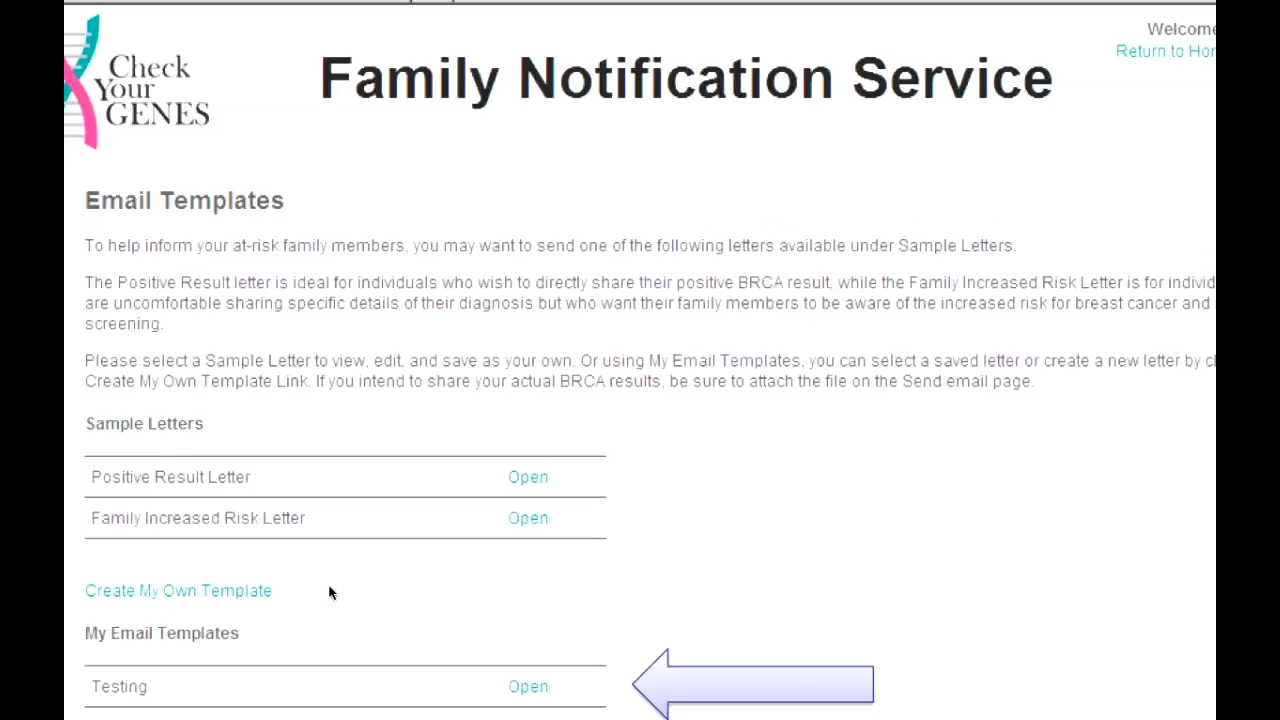 Welcome
Return to Hor
Check
Your
GENES
Family Notification Service
Email Templates
To help inform your at-risk family members, you may want to send one of the following letters available under Sample Letters.
The Positive Result letter is ideal for individuals who wish to directly share their positive BRCA result, while the Family Increased Risk Letter is for individ
are uncomfortable sharing specific details of their diagnosis but who want their family members to be aware of the increased risk for breast cancer and
screening.
Please select a Sample Letter to view, edit, and save as your own. Or using My Email Templates, you can select a saved letter or create a new letter by cl
Create My Own Template Link. If you intend to share your actual BRCA results, be sure to attach the file on the Send email page.
Sample Letters
Positive Result Letter Open
Family Increased Risk Letter Open
Create My Own Template
My Email Templates
Testing Open